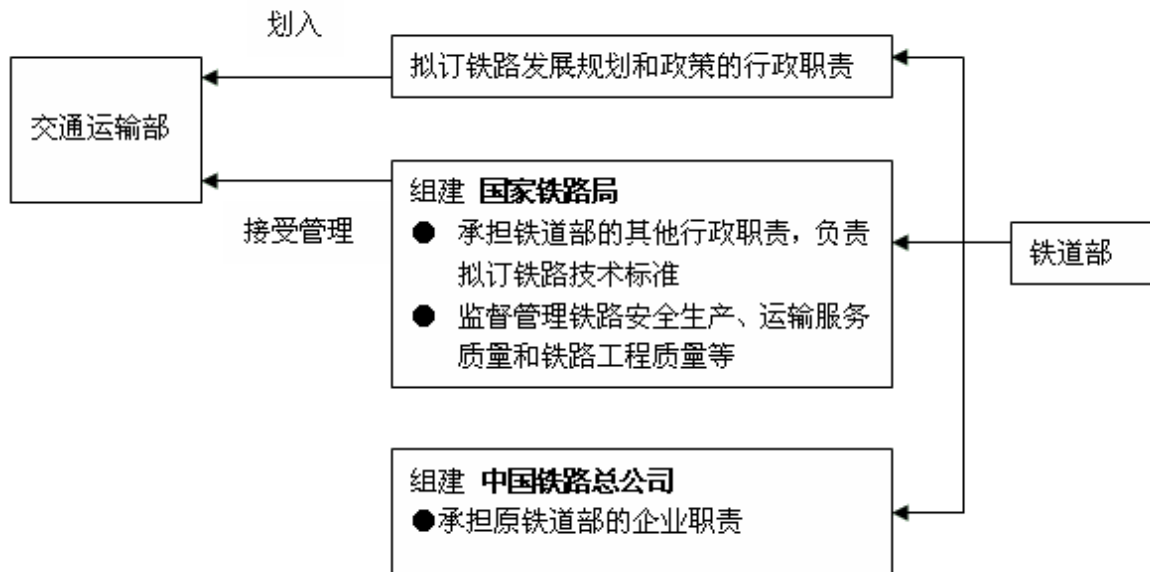 划入
拟订铁路发展规划和政策的行政职责
交通运输部
接受管理
组建 国家铁路局
● 承担铁道部的其他行政职责，负责
拟订铁路技术标准
● 监督管理铁路安全生产、运输服务
质量和铁路工程质量等
铁道部
组建 中国铁路总公司
●承担原铁道部的企业职责